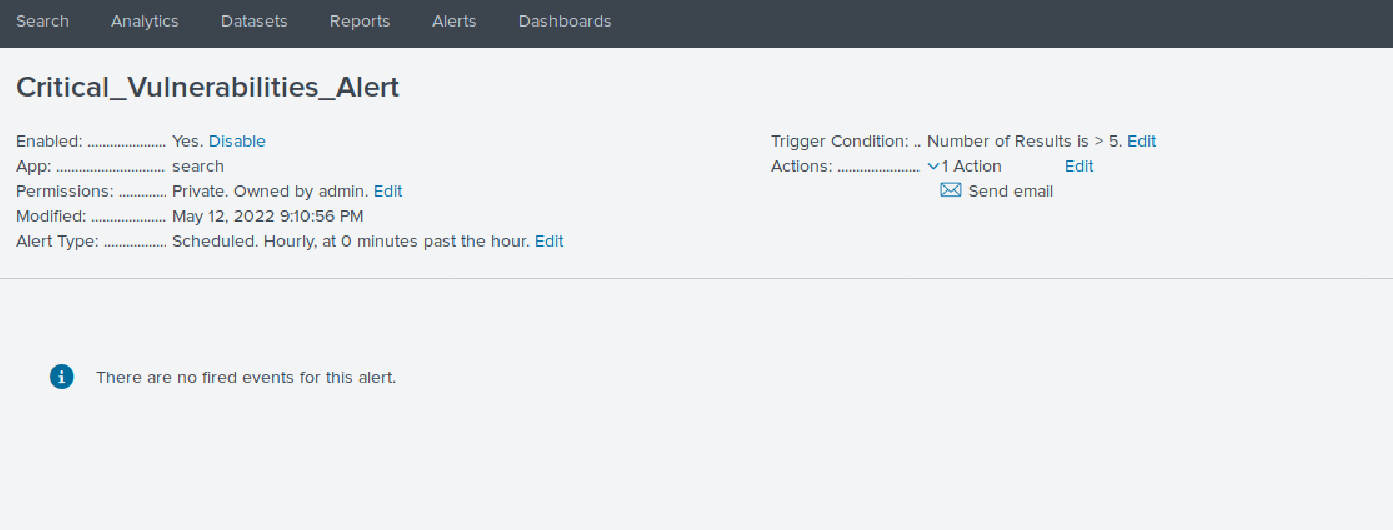 Search Analytics Datasets Reports Alerts Dashboards
Critical_Vulnerabilities_Alert
Enabled: ..................... Yes. Disable
App: ............................. search
Permissions: ............. Private. Owned by admin. Edit
Modified: .................... May 12, 2022 9:10:56 PM
Alert Type: ................. Scheduled. Hourly, at 0 minutes past the hour. Edit
Trigger Condition: .. Number of Results is > 5. Edit
Actions: ...................... 1 Action Edit
Send email
There are no fired events for this alert.